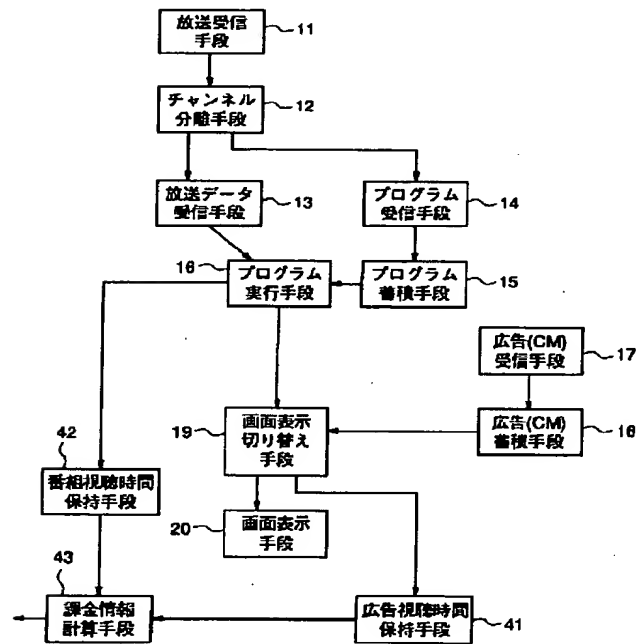 放送受信
手段
11
チャンネル
分離手段
12
放送データ
受信手段
13
プログラム
受信手段
14
16
プログラム
実行手段
プログラム
蓄積手段
15
広告(CM)
受信手段
17
19
画面表示
切り替え
手段
広告(CM)
蓄積手段
16
42
番組視聴時間
保持手段
20
画面表示
手段
43
課金情報
計算手段
広告視聴時間
保持手段
41